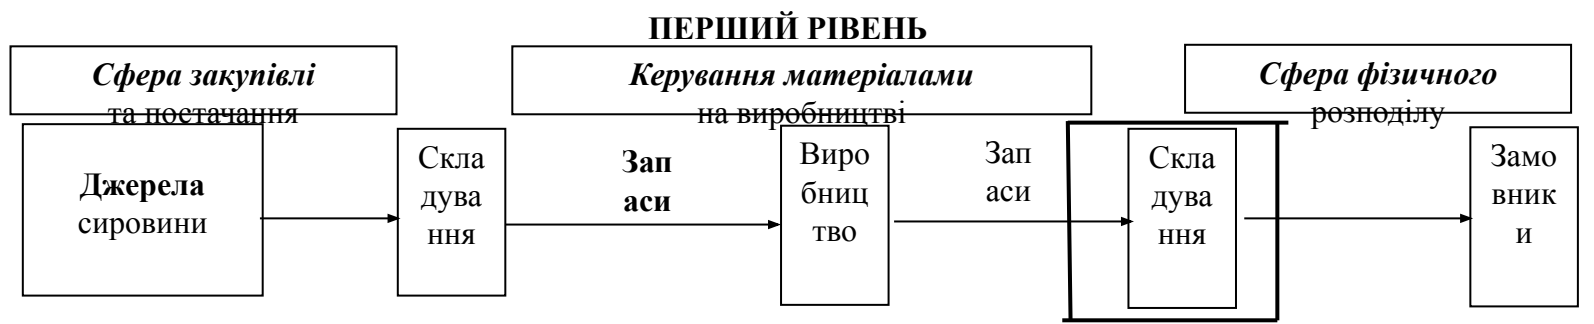 ПЕРШИЙ РІВЕНЬ
Сфера закупівлі
та постачання
Керування матеріалами
на виробництві
Сфера фізичного
розподілу
Джерела
сировини
Скла
дува
ння
Зап
аси
Виро
бниц
тво
Зап
аси
Скла
дува
ння
Замо
вник
и